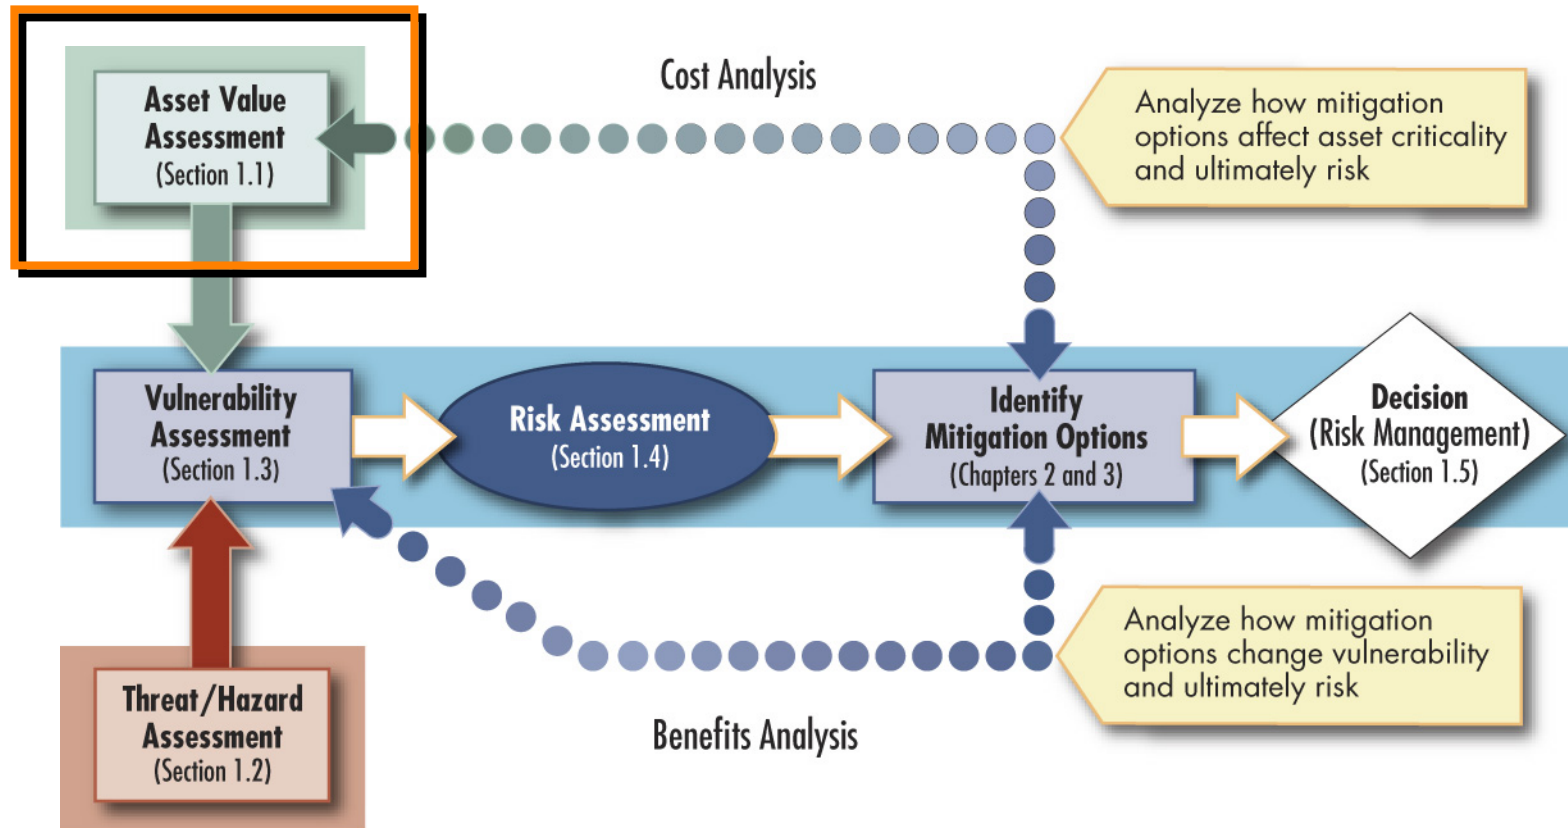 Asset Value
Assessment
(Section 1.1)
Cost Analysis
Analyze how mitigation
options affect asset criticality
and ultimately risk
Vulnerability
Assessment
(Section 1.3)
Risk Assessment
(Section 1.4)
Identify
Mitigation Options
(Chapters 2 and 3)
Decision
(Risk Management)
(Section 1.5)
Threat/Hazard
Assessment
(Section 1.2)
Benefits Analysis
Analyze how mitigation
options change vulnerability
and ultimately risk